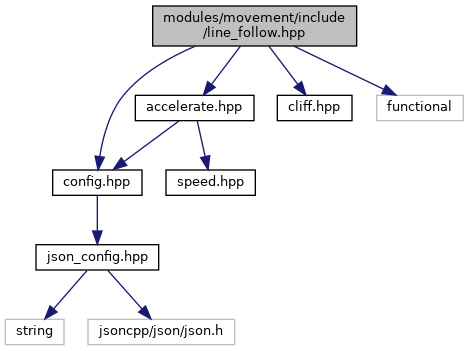 modules/movement/include
/line_follow.hpp
accelerate.hpp
cliff.hpp
functional
config.hpp
speed.hpp
json_config.hpp
string
jsoncpp/json/json.h